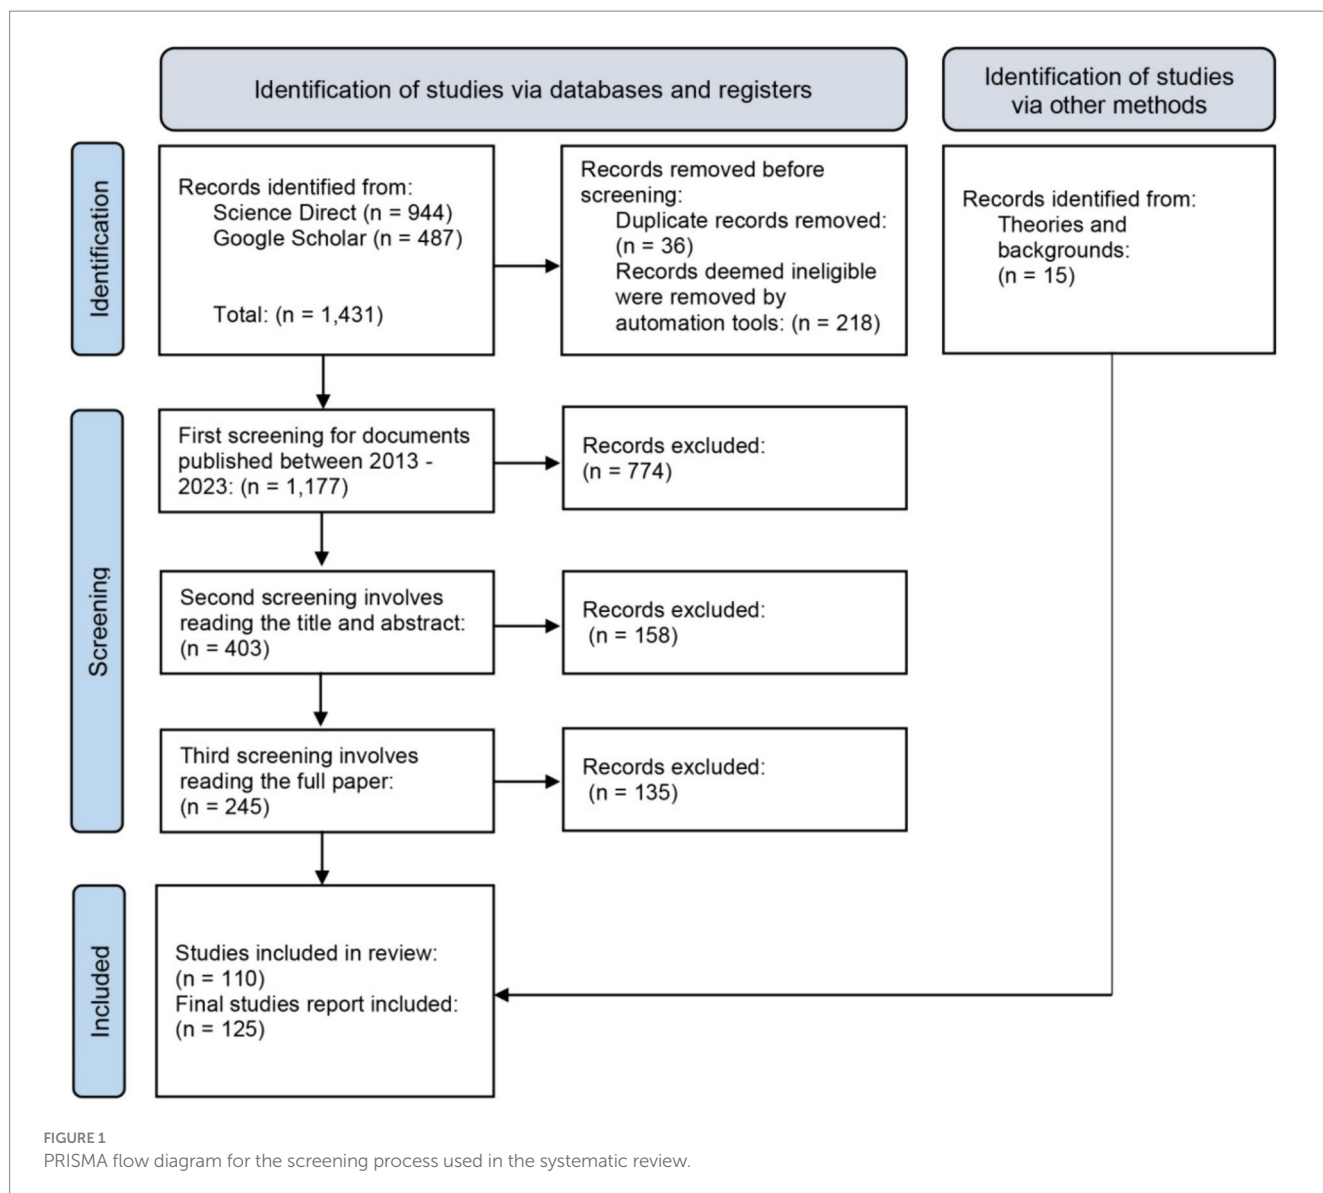 Identification of studies via databases and registers
Identification of studies
via other methods
Identification
Records identified from:
Science Direct (n = 944)
Google Scholar (n = 487)
Total: (n = 1,431)
Records removed before
screening:
Duplicate records removed:
(n = 36)
Records deemed ineligible
were removed by
automation tools: (n = 218)
Records identified from:
Theories and
backgrounds:
(n = 15)
Screening
First screening for documents
published between 2013 -
2023: (n = 1,177)
Records excluded:
(n = 774)
Second screening involves
reading the title and abstract:
(n = 403)
Records excluded:
(n = 158)
Third screening involves
reading the full paper:
(n = 245)
Records excluded:
(n = 135)
Included
Studies included in review:
(n = 110)
Final studies report included:
(n = 125)
FIGURE 1
PRISMA flow diagram for the screening process used in the systematic review.